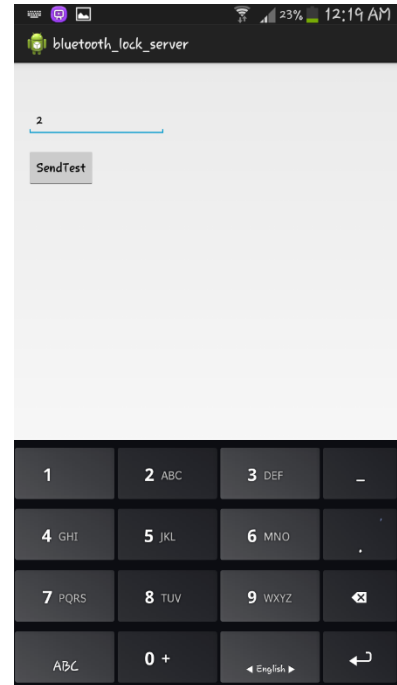 23% 12:19 AM
bluetooth_lock_server
2
SendTest
1 2 ABC 3 DEF _
4 GHI 5 JKL 6 MNO .
7 PQRS 8 TUV 9 WXYZ
ABC 0 + ◀ English ▶